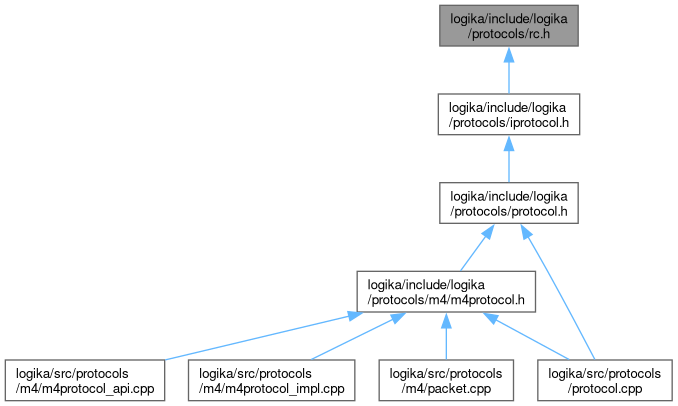 logika/include/logika
/protocols/rc.h
logika/include/logika
/protocols/iprotocol.h
logika/include/logika
/protocols/protocol.h
logika/include/logika
/protocols/m4/m4protocol.h
logika/src/protocols
/m4/m4protocol_api.cpp
logika/src/protocols
/m4/m4protocol_impl.cpp
logika/src/protocols
/m4/packet.cpp
logika/src/protocols
/protocol.cpp